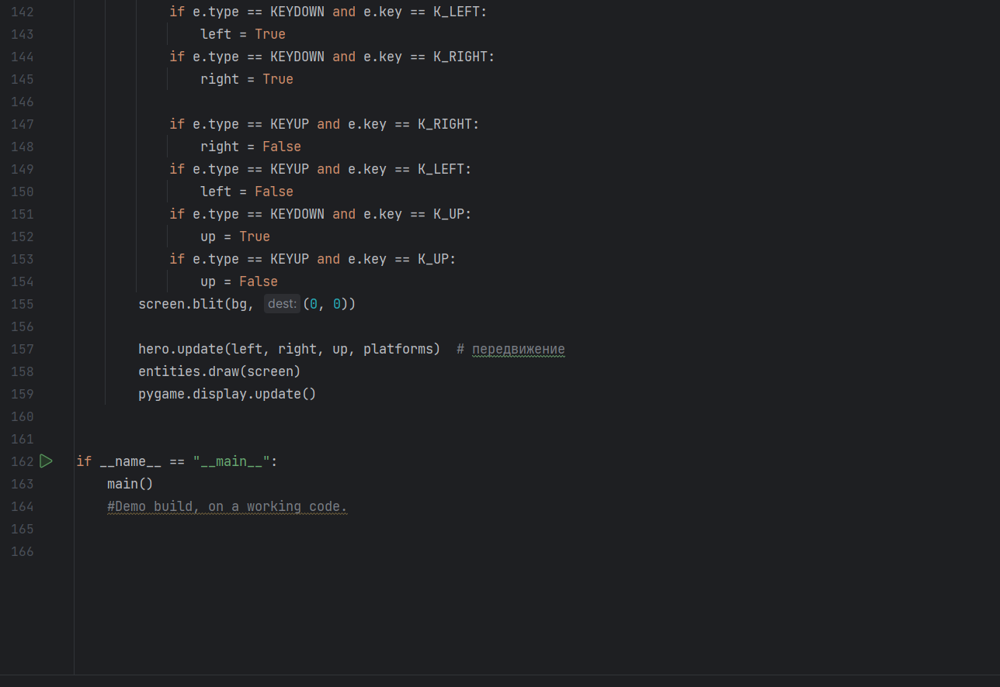 142 if e.type == KEYDOWN and e.key == K_LEFT:
143 left = True
144 if e.type == KEYDOWN and e.key == K_RIGHT:
145 right = True
146
147 if e.type == KEYUP and e.key == K_RIGHT:
148 right = False
149 if e.type == KEYUP and e.key == K_LEFT:
150 left = False
151 if e.type == KEYDOWN and e.key == K_UP:
152 up = True
153 if e.type == KEYUP and e.key == K_UP:
154 up = False
155 screen.blit(bg, dest: (0, 0))
156
157 hero.update(left, right, up, platforms)  # передвижение
158 entities.draw(screen)
159 pygame.display.update()
160
161
162 if __name__ == "__main__":
163 main()
164 #Demo build, on a working code.
165
166